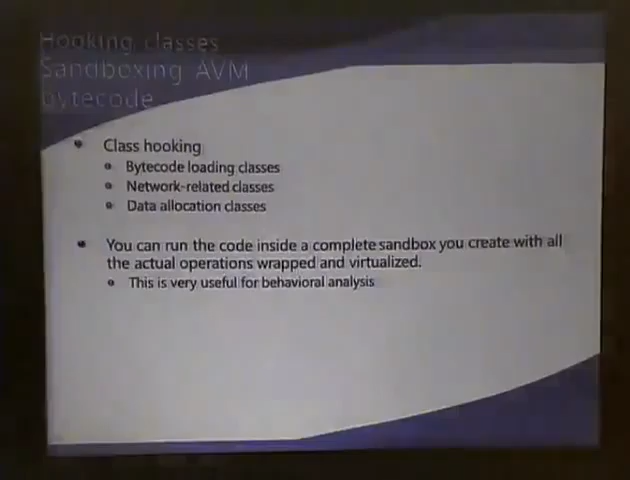 Hooking classes
Sandboxing AVM
bytecode
Class hooking
Bytecode loading classes
Network-related classes
Data allocation classes
You can run the code inside a complete sandbox you create with all
the actual operations wrapped and virtualized.
This is very useful for behavioral analysis